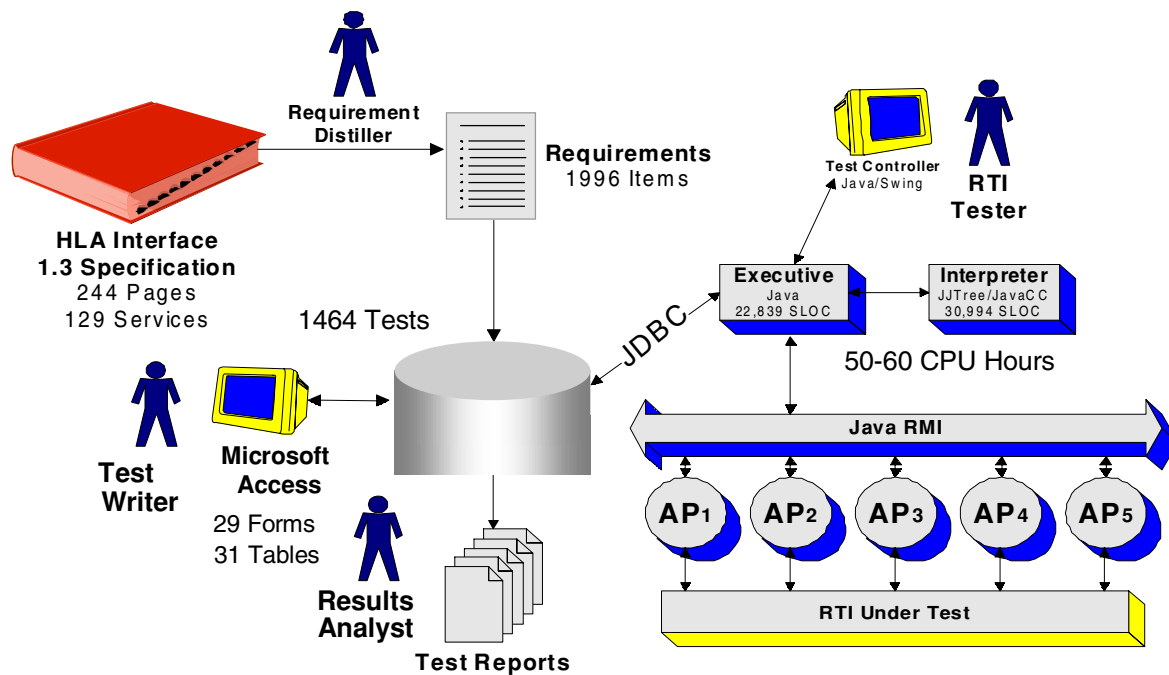 Requirement
Distiller
Requirements
1996 Items
Test Controller
Java/Swing
RTI
Tester
HLA Interface
1.3 Specification
244 Pages
129 Services
1464 Tests
JDBC
Executive
Java
22,839 SLOC
Interpreter
JJTree/JavaCC
30,994 SLOC
50-60 CPU Hours
Java RMI
Test
Writer
Microsoft
Access
29 Forms
31 Tables
Results
Analyst
Test Reports
AP1
AP2
AP3
AP4
AP5
RTI Under Test